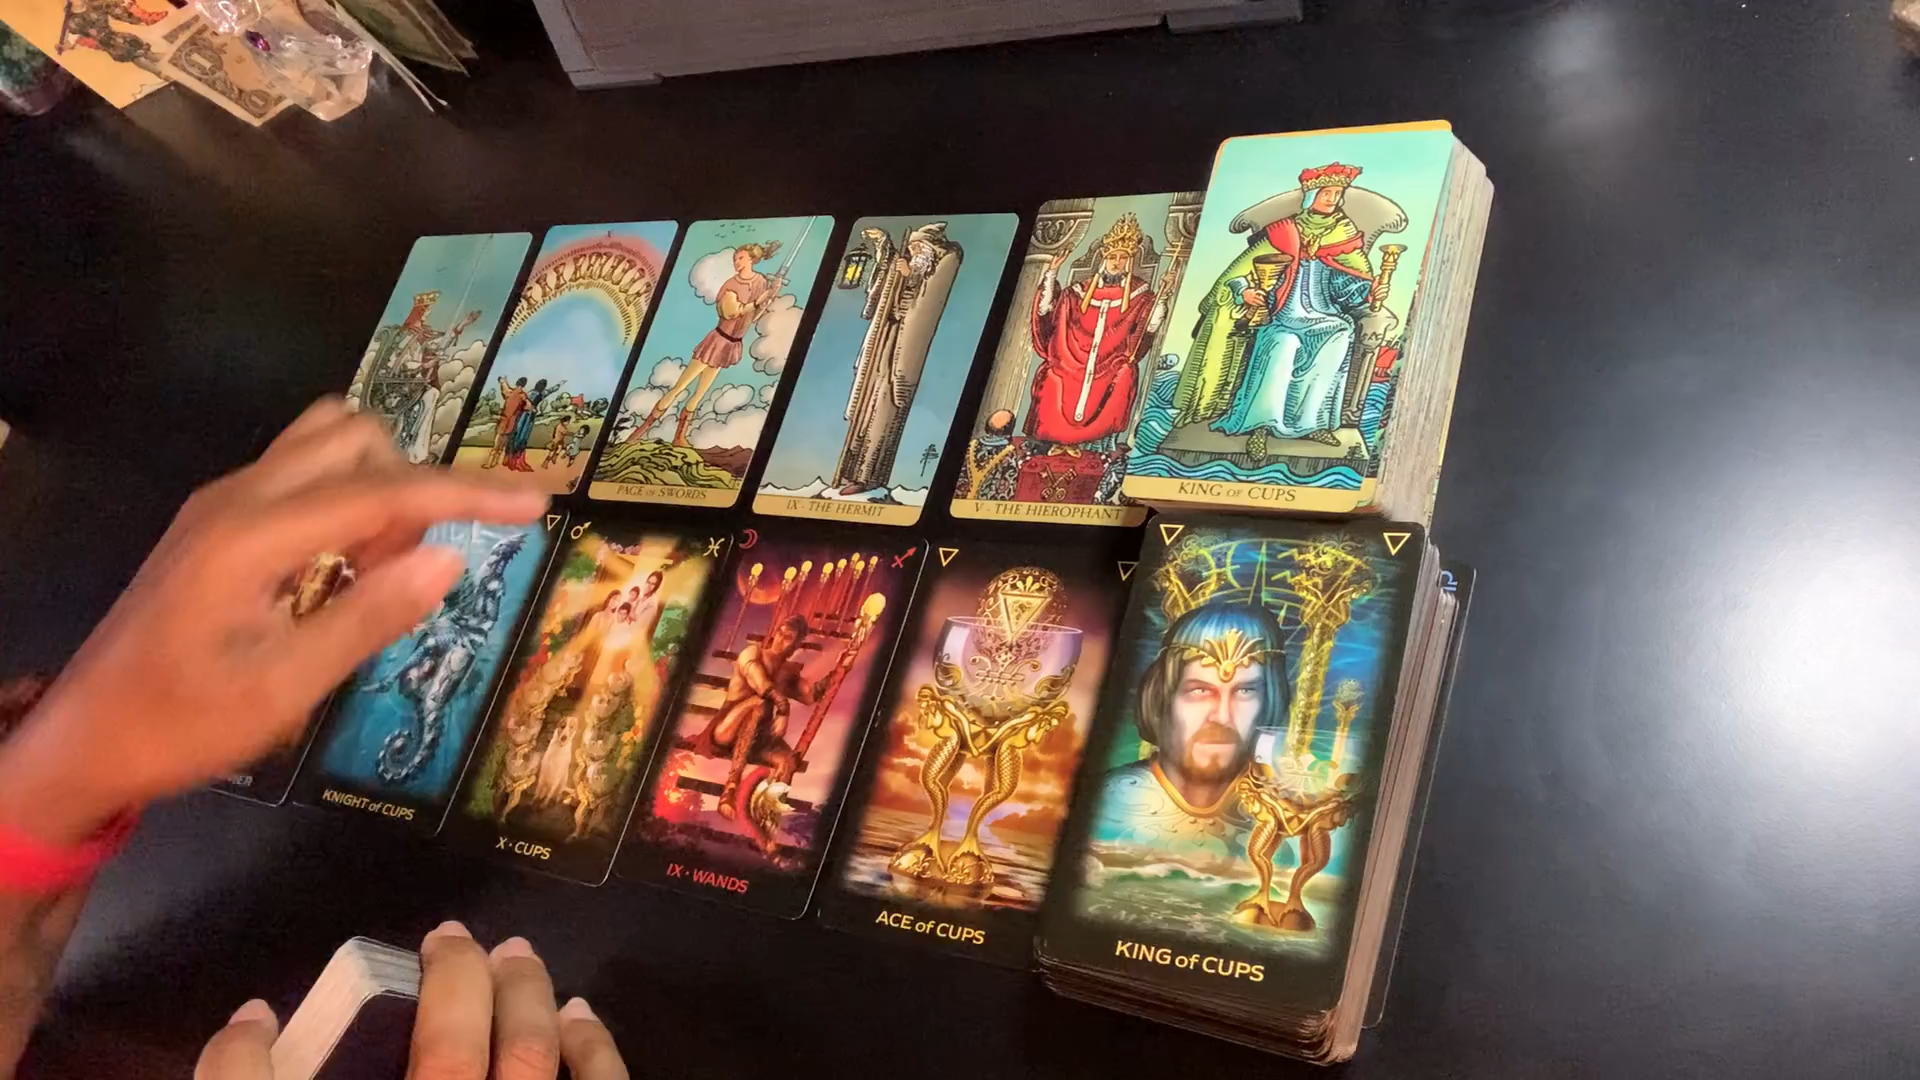 PAGE OF SWORDS
IX - THE HERMIT
V - THE HIEROPHANT
KING OF CUPS
KNIGHT of CUPS
X • CUPS
IX • WANDS
ACE of CUPS
KING of CUPS